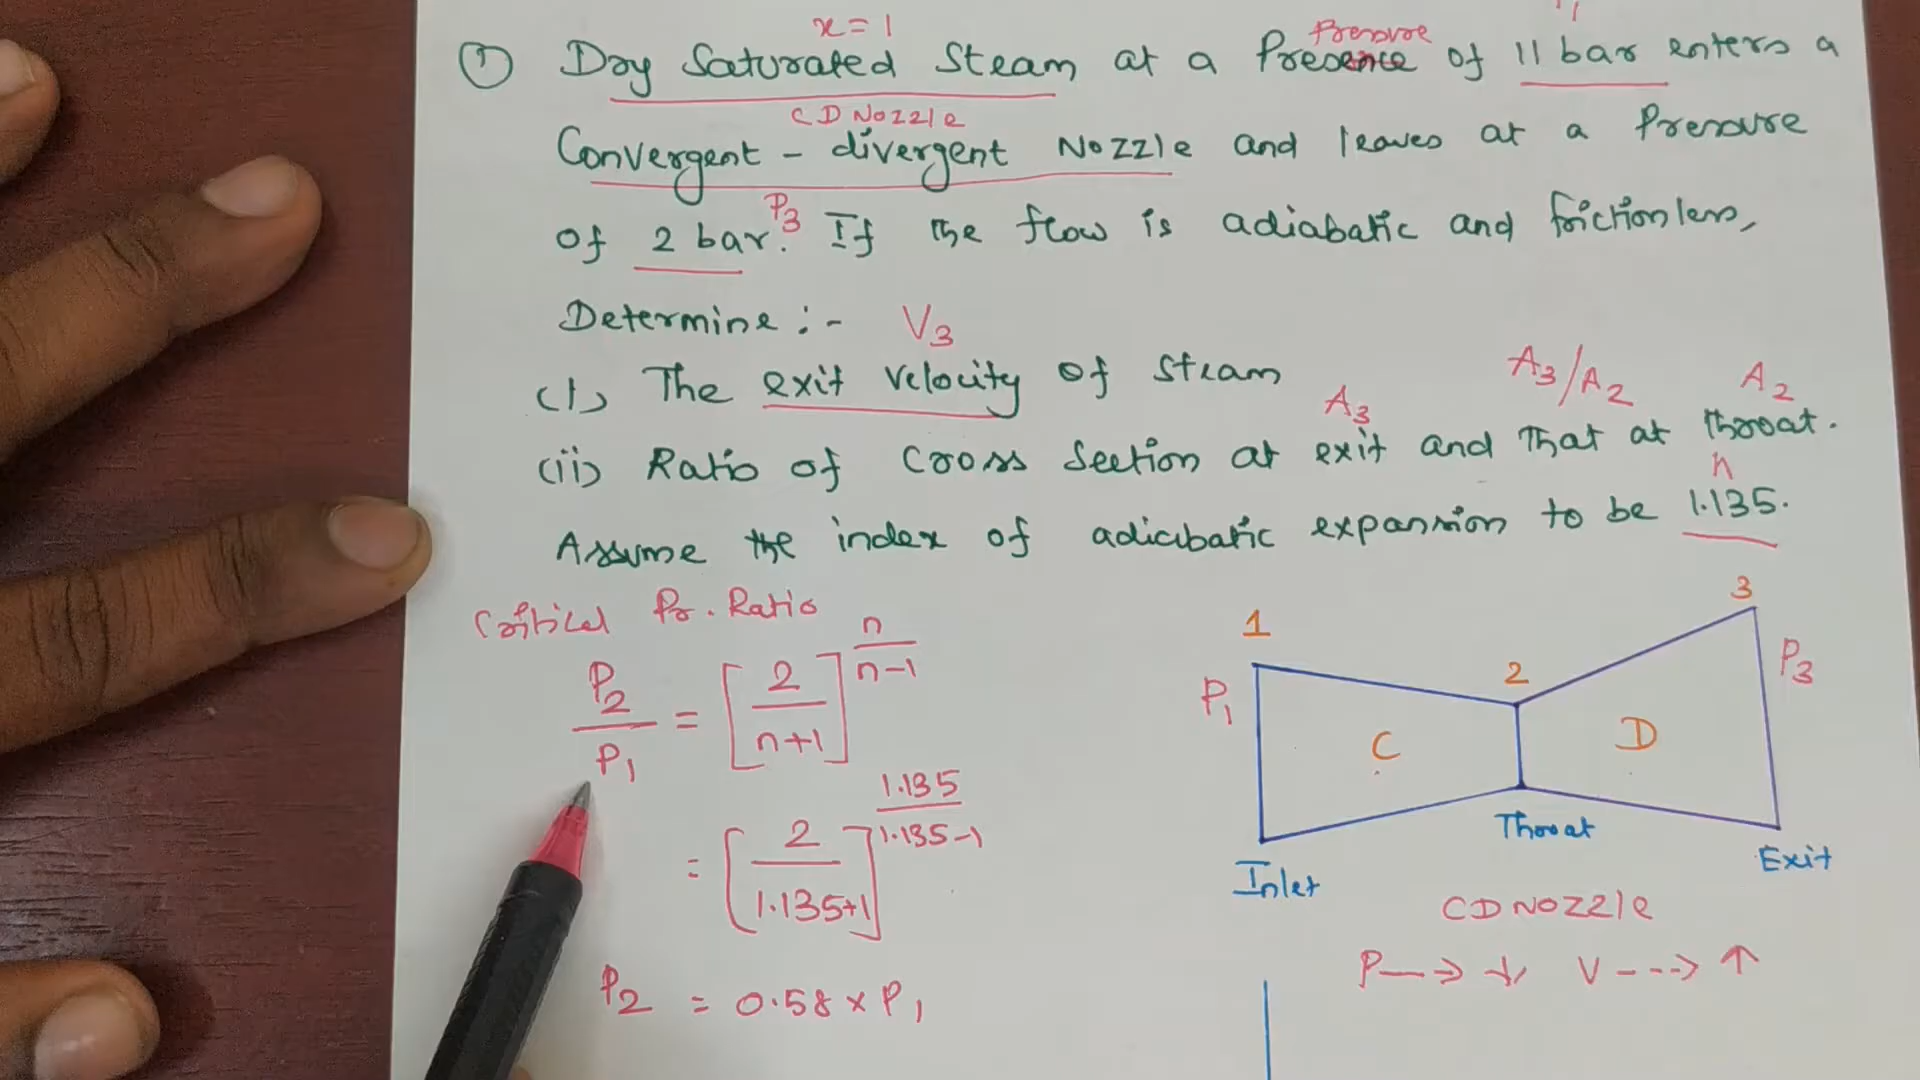 x = 1
Pressure
① Dry Saturated Steam at a Presence of 11 bar enters a
CD Nozzle
Convergent - divergent Nozzle and leaves at a Pressure
P3
of 2 bar. If the flow is adiabatic and frictionless,
Determine :- V3
(i) The exit velocity of steam
A3 A3/A2 A2
(ii) Ratio of cross section at exit and that at throat.
n
Assume the index of adiabatic expansion to be 1.135.
Critical Pr. Ratio
P2/P1 = [2/(n+1)]^(n/(n-1))
= [2/(1.135+1)]^(1.135/(1.135-1))
P2 = 0.58 x P1
1 2 3
P1 C D P3
Throat
Inlet Exit
CD Nozzle
P --> ↓ V ---> ↑